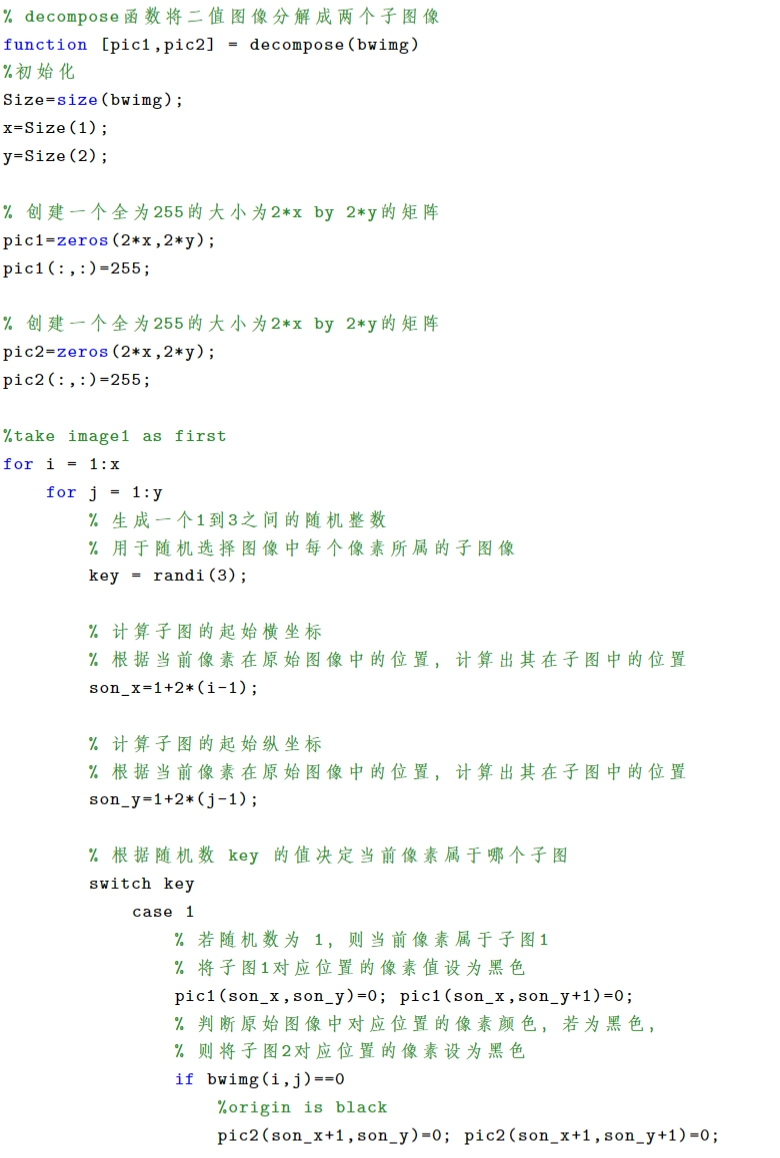 % decompose函数将二值图像分解成两个子图像
function [pic1,pic2] = decompose(bwimg)
%初始化
Size=size(bwimg);
x=Size(1);
y=Size(2);

% 创建一个全为255的大小为2*x by 2*y的矩阵
pic1=zeros(2*x,2*y);
pic1(:,:)=255;

% 创建一个全为255的大小为2*x by 2*y的矩阵
pic2=zeros(2*x,2*y);
pic2(:,:)=255;

%take image1 as first
for i = 1:x
    for j = 1:y
        % 生成一个1到3之间的随机整数
        % 用于随机选择图像中每个像素所属的子图像
        key = randi(3);

        % 计算子图的起始横坐标
        % 根据当前像素在原始图像中的位置，计算出其在子图中的位置
        son_x=1+2*(i-1);

        % 计算子图的起始纵坐标
        % 根据当前像素在原始图像中的位置，计算出其在子图中的位置
        son_y=1+2*(j-1);

        % 根据随机数 key 的值决定当前像素属于哪个子图
        switch key
            case 1
                % 若随机数为 1，则当前像素属于子图1
                % 将子图1对应位置的像素值设为黑色
                pic1(son_x,son_y)=0; pic1(son_x,son_y+1)=0;
                % 判断原始图像中对应位置的像素颜色，若为黑色，
                % 则将子图2对应位置的像素设为黑色
                if bwimg(i,j)==0
                    %origin is black
                    pic2(son_x+1,son_y)=0; pic2(son_x+1,son_y+1)=0;